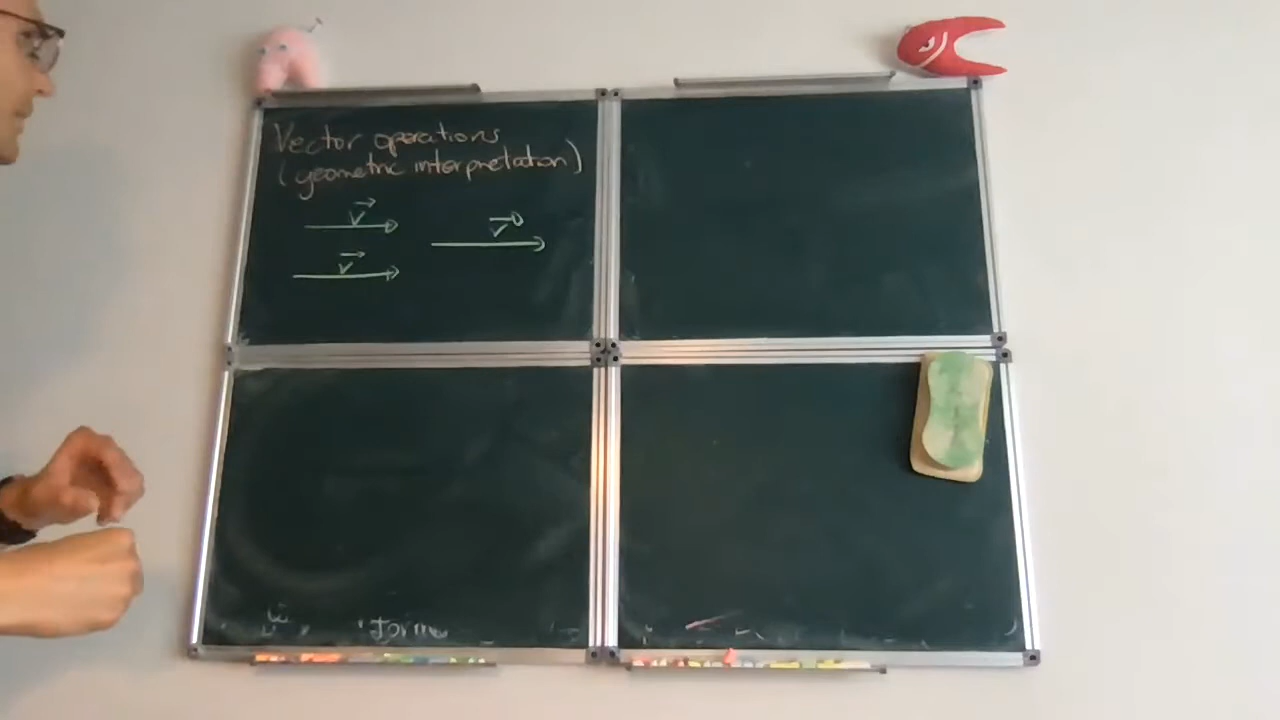 Vector operations
(geometric interpretation)
v v
v